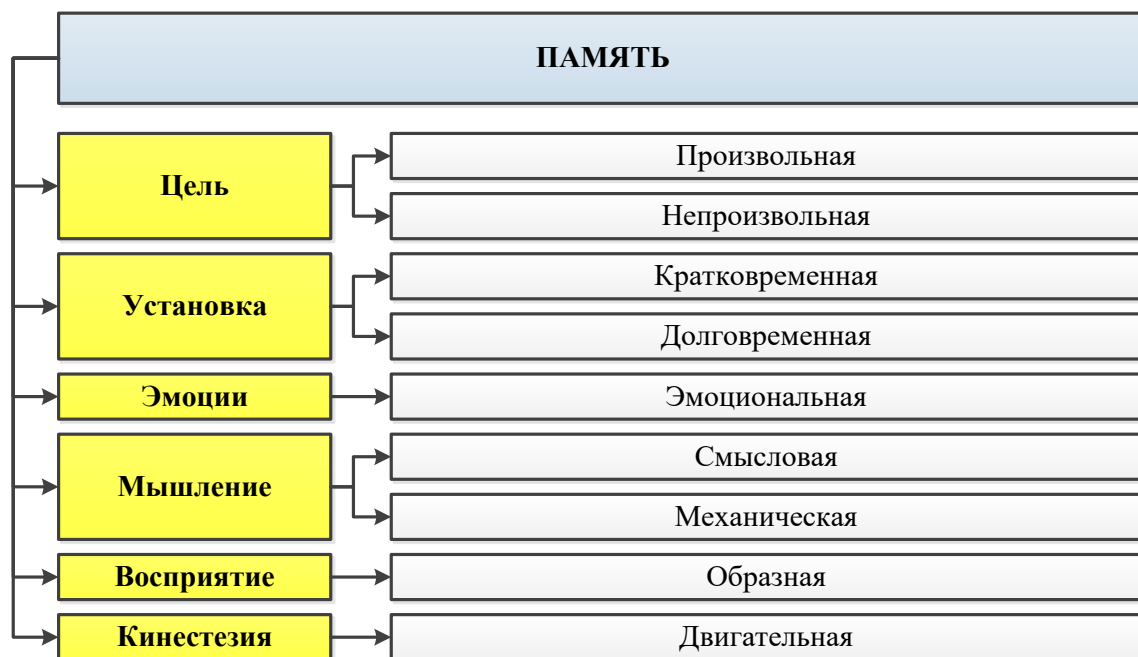 ПАМЯТЬ
Цель
Произвольная
Непроизвольная
Установка
Кратковременная
Долговременная
Эмоции
Эмоциональная
Мышление
Смысловая
Механическая
Восприятие
Образная
Кинестезия
Двигательная